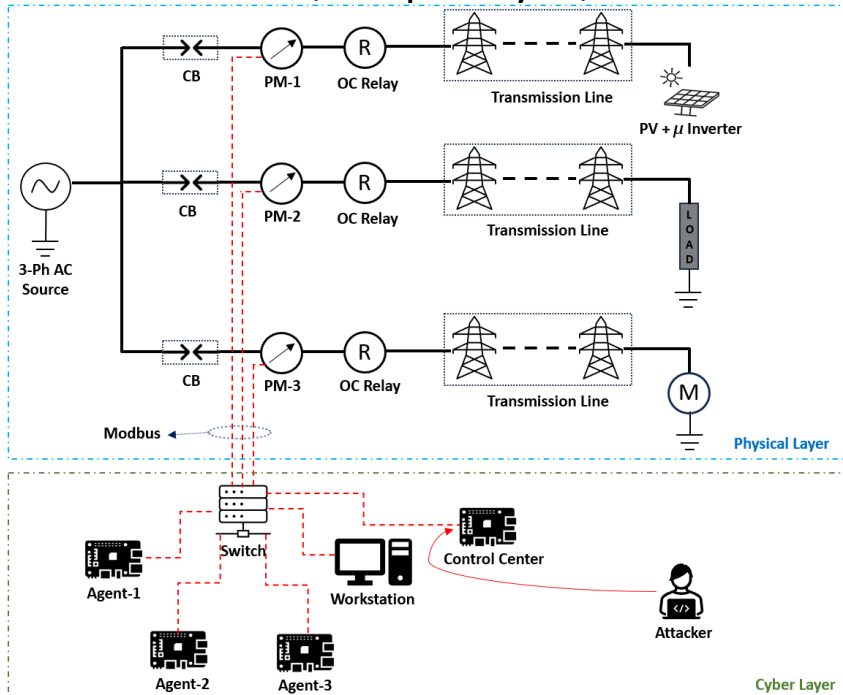 CB
PM-1
R
OC Relay
Transmission Line
PV + μ Inverter
3-Ph AC
Source
CB
PM-2
R
OC Relay
Transmission Line
LOAD
CB
PM-3
R
OC Relay
Transmission Line
M
Modbus
Physical Layer
Switch
Agent-1
Agent-2
Agent-3
Workstation
Control Center
</>
Attacker
Cyber Layer